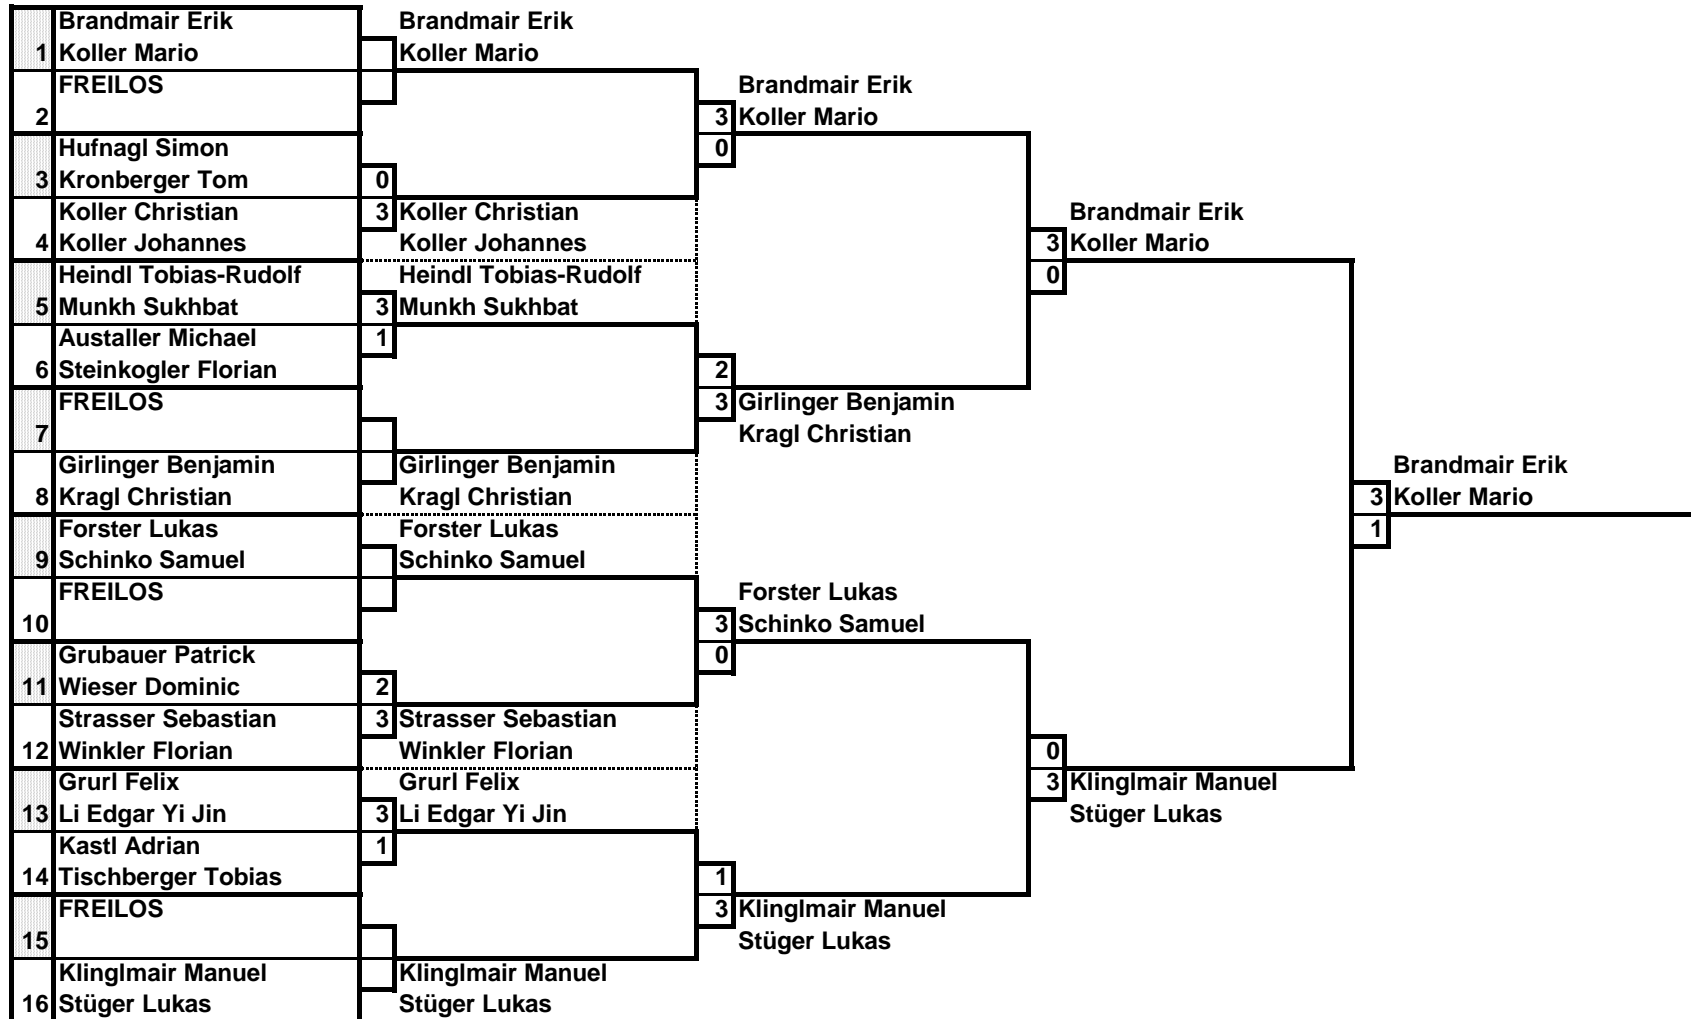 Brandmair Erik Brandmair Erik
1 Koller Mario Koller Mario
FREILOS Brandmair Erik
2 3 Koller Mario
Hufnagl Simon 0
3 Kronberger Tom 0 Brandmair Erik
Koller Christian 3 Koller Christian
4 Koller Johannes Koller Johannes 3 Koller Mario
Heindl Tobias-Rudolf Heindl Tobias-Rudolf 0
5 Munkh Sukhbat 3 Munkh Sukhbat
Austaller Michael 1
6 Steinkogler Florian 2
FREILOS 3 Girlinger Benjamin
7 Kragl Christian
Girlinger Benjamin Girlinger Benjamin Brandmair Erik
8 Kragl Christian Kragl Christian 3 Koller Mario
Forster Lukas Forster Lukas 1
9 Schinko Samuel Schinko Samuel
FREILOS Forster Lukas
10 3 Schinko Samuel
Grubauer Patrick 0
11 Wieser Dominic 2
Strasser Sebastian 3 Strasser Sebastian
12 Winkler Florian Winkler Florian 0
Grurl Felix Grurl Felix 3 Klinglmair Manuel
13 Li Edgar Yi Jin 3 Li Edgar Yi Jin Stüger Lukas
Kastl Adrian 1
14 Tischberger Tobias 1
FREILOS 3 Klinglmair Manuel
15 Stüger Lukas
Klinglmair Manuel Klinglmair Manuel
16 Stüger Lukas Stüger Lukas